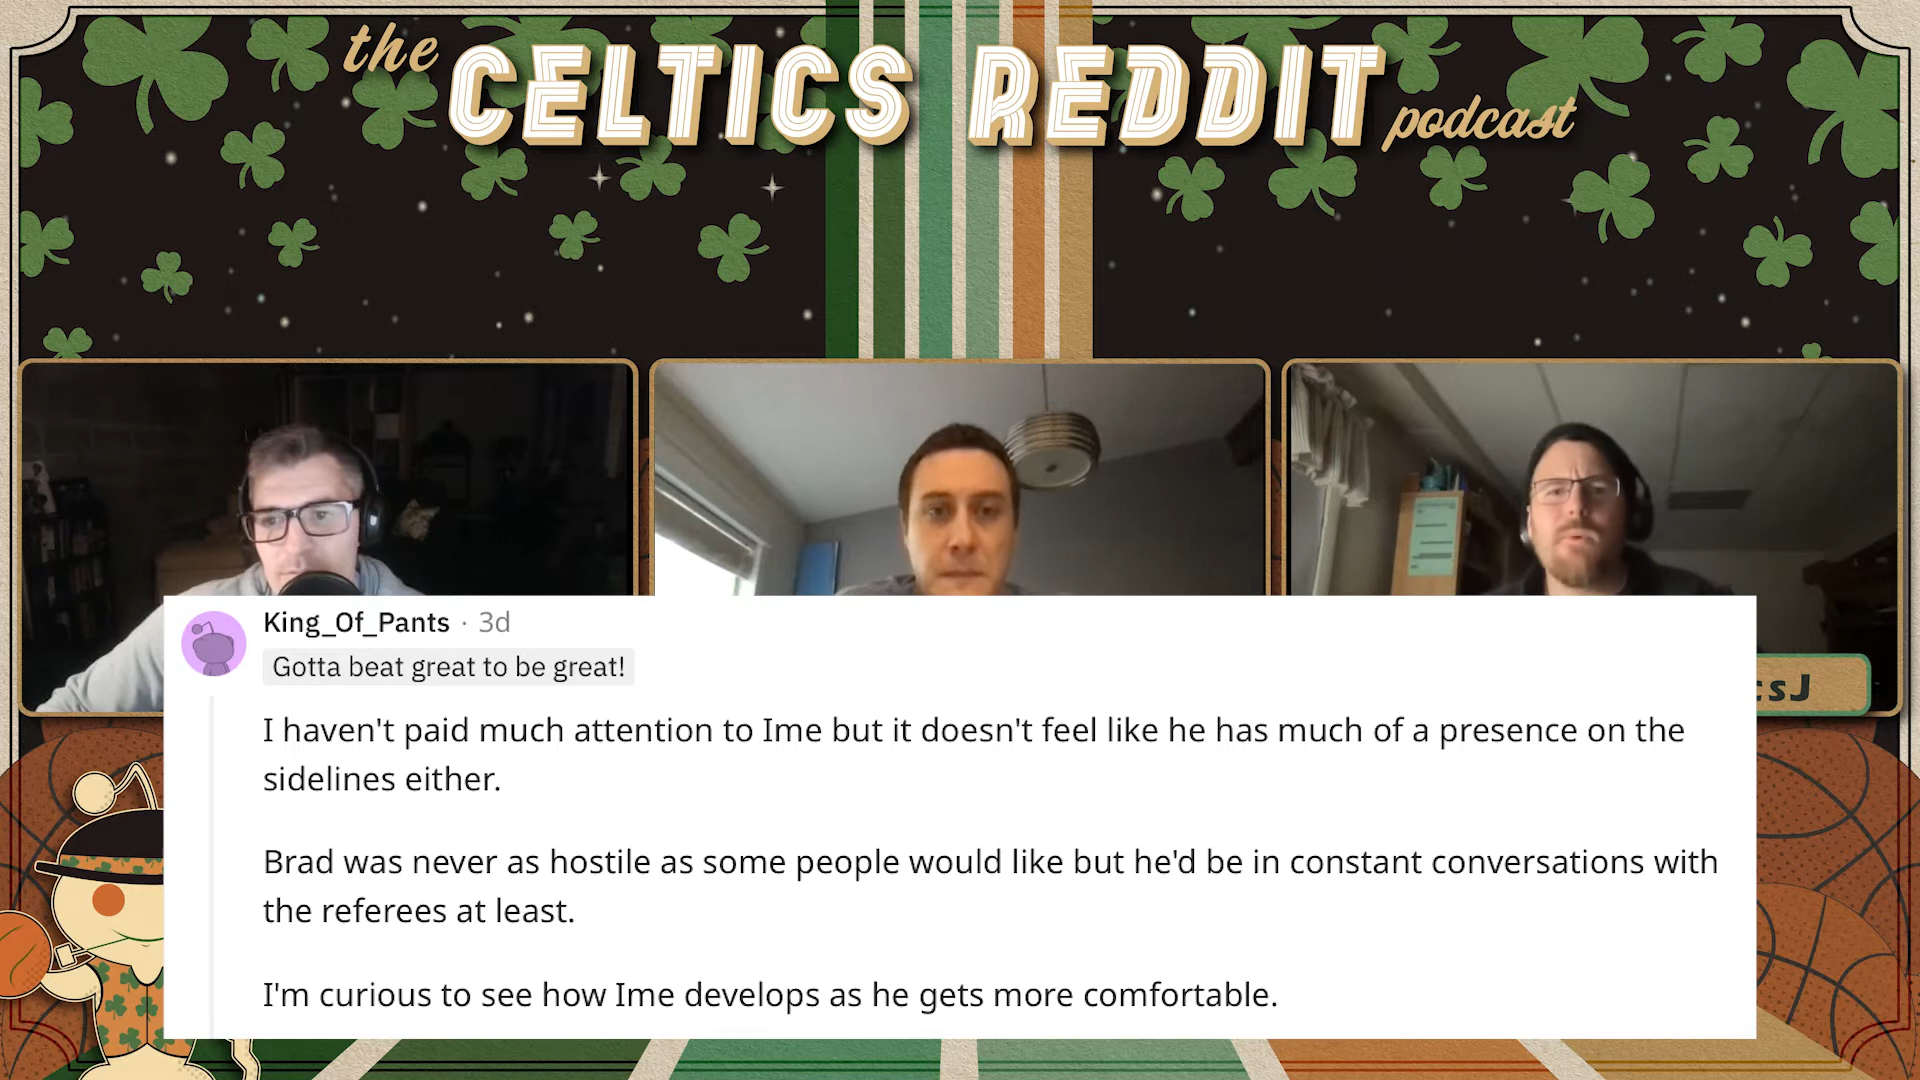 the CELTICS REDDIT podcast
King_Of_Pants · 3d
Gotta beat great to be great!
I haven't paid much attention to Ime but it doesn't feel like he has much of a presence on the
sidelines either.
Brad was never as hostile as some people would like but he'd be in constant conversations with
the referees at least.
I'm curious to see how Ime develops as he gets more comfortable.